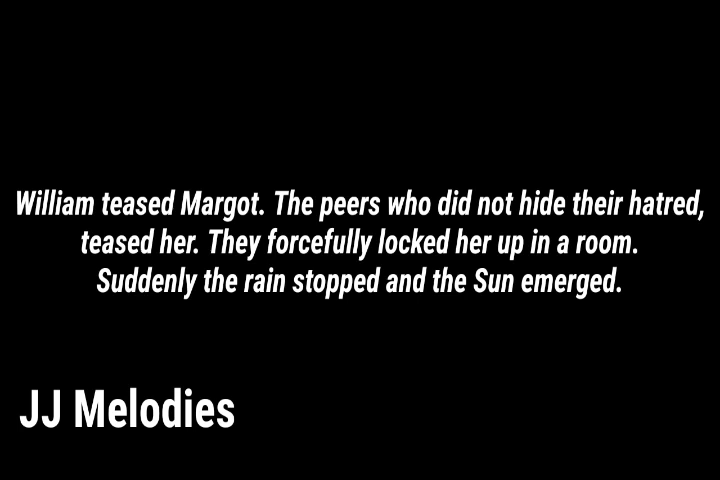 William teased Margot. The peers who did not hide their hatred,
teased her. They forcefully locked her up in a room.
Suddenly the rain stopped and the Sun emerged.
JJ Melodies